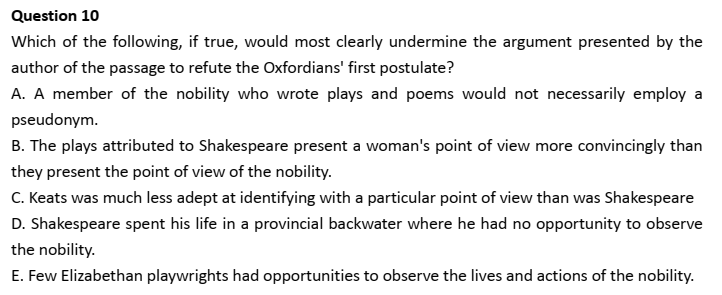 Question 10
Which of the following, if true, would most clearly undermine the argument presented by the
author of the passage to refute the Oxfordians' first postulate?
A. A member of the nobility who wrote plays and poems would not necessarily employ a
pseudonym.
B. The plays attributed to Shakespeare present a woman's point of view more convincingly than
they present the point of view of the nobility.
C. Keats was much less adept at identifying with a particular point of view than was Shakespeare
D. Shakespeare spent his life in a provincial backwater where he had no opportunity to observe
the nobility.
E. Few Elizabethan playwrights had opportunities to observe the lives and actions of the nobility.